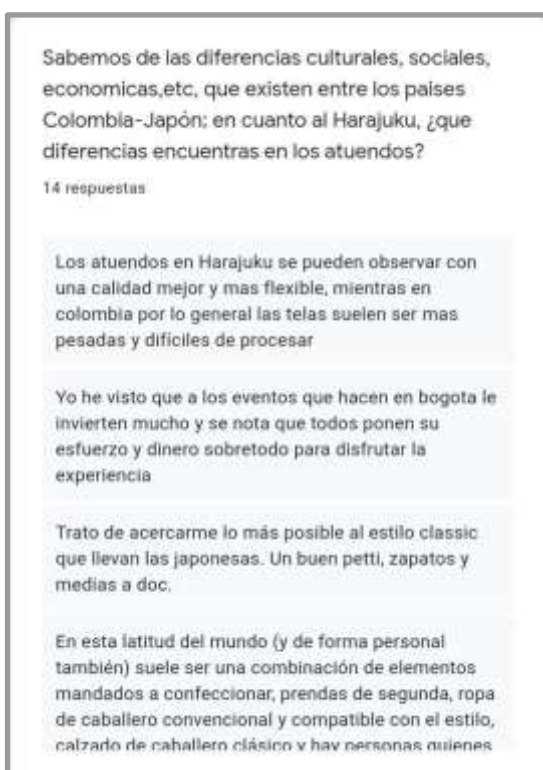 Sabemos de las diferencias culturales, sociales,
economicas,etc, que existen entre los paises
Colombia-Japón; en cuanto al Harajuku, ¿que
diferencias encuentras en los atuendos?
14 respuestas
Los atuendos en Harajuku se pueden observar con
una calidad mejor y mas flexible, mientras en
colombia por lo general las telas suelen ser mas
pesadas y difíciles de procesar
Yo he visto que a los eventos que hacen en bogota le
invierten mucho y se nota que todos ponen su
esfuerzo y dinero sobretodo para disfrutar la
experiencia
Trato de acercarme lo más posible al estilo classic
que llevan las japonesas. Un buen petti, zapatos y
medias a doc.
En esta latitud del mundo (y de forma personal
también) suele ser una combinación de elementos
mandados a confeccionar, prendas de segunda, ropa
de caballero convencional y compatible con el estilo,
calzado de caballero clásico y hay personas quienes